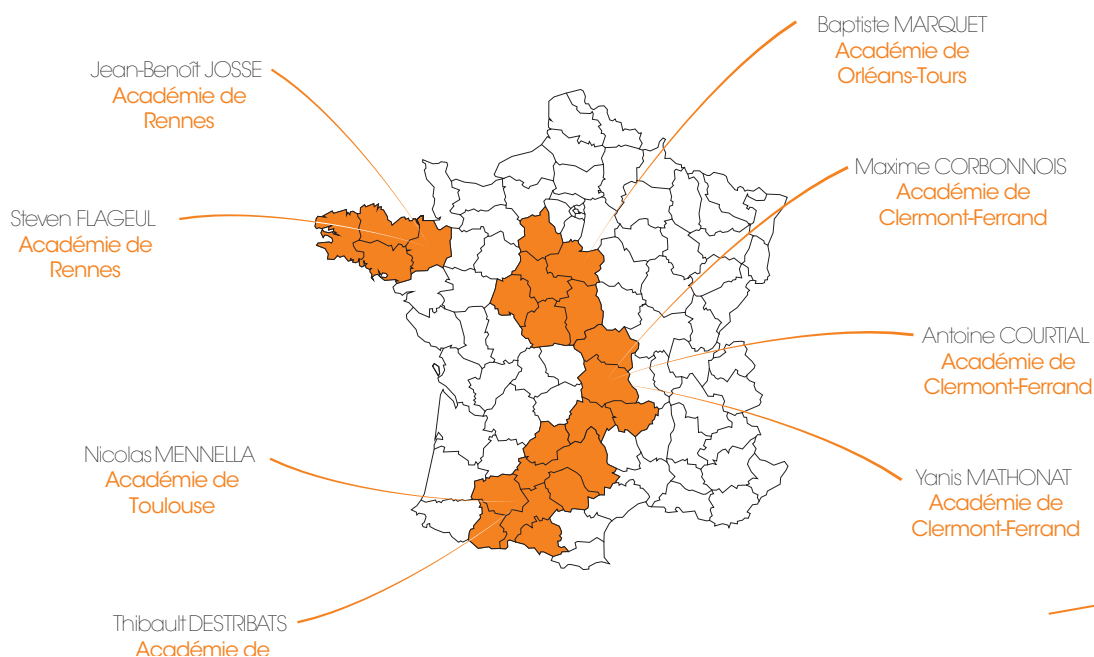 Baptiste MARQUET
Académie de
Orléans-Tours
Jean-Benoît JOSSE
Académie de
Rennes
Maxime CORBONNOIS
Académie de
Clermont-Ferrand
Steven FLAGEUL
Académie de
Rennes
Antoine COURTIAL
Académie de
Clermont-Ferrand
Nicolas MENNELLA
Académie de
Toulouse
Yanis MATHONAT
Académie de
Clermont-Ferrand
Thibault DESTRIBATS
Académie de